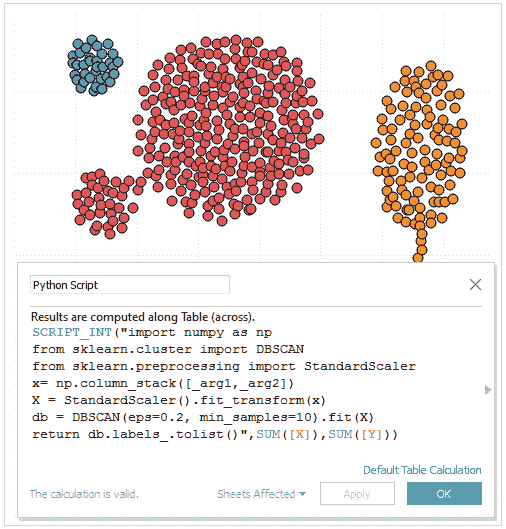 Python Script
Results are computed along Table (across).
SCRIPT_INT("import numpy as np
from sklearn.cluster import DBSCAN
from sklearn.preprocessing import StandardScaler
x= np.column_stack([_arg1,_arg2])
X = StandardScaler().fit_transform(x)
db = DBSCAN(eps=0.2, min_samples=10).fit(X)
return db.labels_.tolist()",SUM([X]),SUM([Y]))
Default Table Calculation
The calculation is valid. Sheets Affected Apply OK